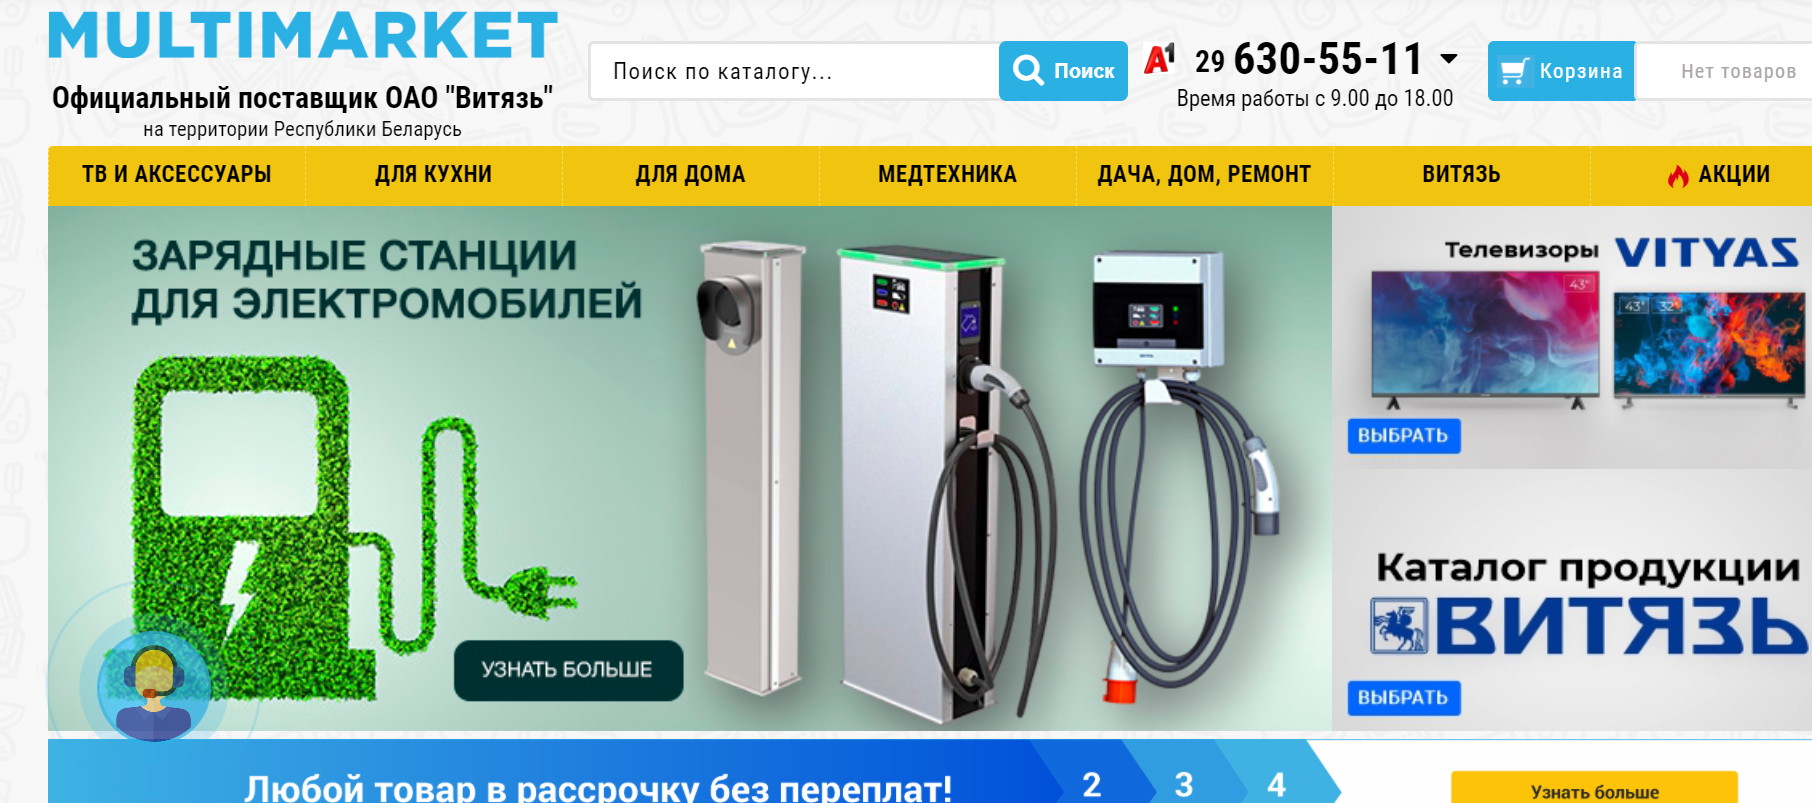 MULTIMARKET
Официальный поставщик ОАО "Витязь"
на территории Республики Беларусь
Поиск по каталогу...
Поиск
A1 29 630-55-11
Время работы с 9.00 до 18.00
Корзина
Нет товаров
ТВ И АКСЕССУАРЫ
ДЛЯ КУХНИ
ДЛЯ ДОМА
МЕДТЕХНИКА
ДАЧА, ДОМ, РЕМОНТ
ВИТЯЗЬ
АКЦИИ
ЗАРЯДНЫЕ СТАНЦИИ
ДЛЯ ЭЛЕКТРОМОБИЛЕЙ
УЗНАТЬ БОЛЬШЕ
Телевизоры VITYAS
43"
43" 32"
ВЫБРАТЬ
Каталог продукции
ВИТЯЗЬ
ВЫБРАТЬ
Любой товар в рассрочку без переплат!
2 3 4
Узнать больше